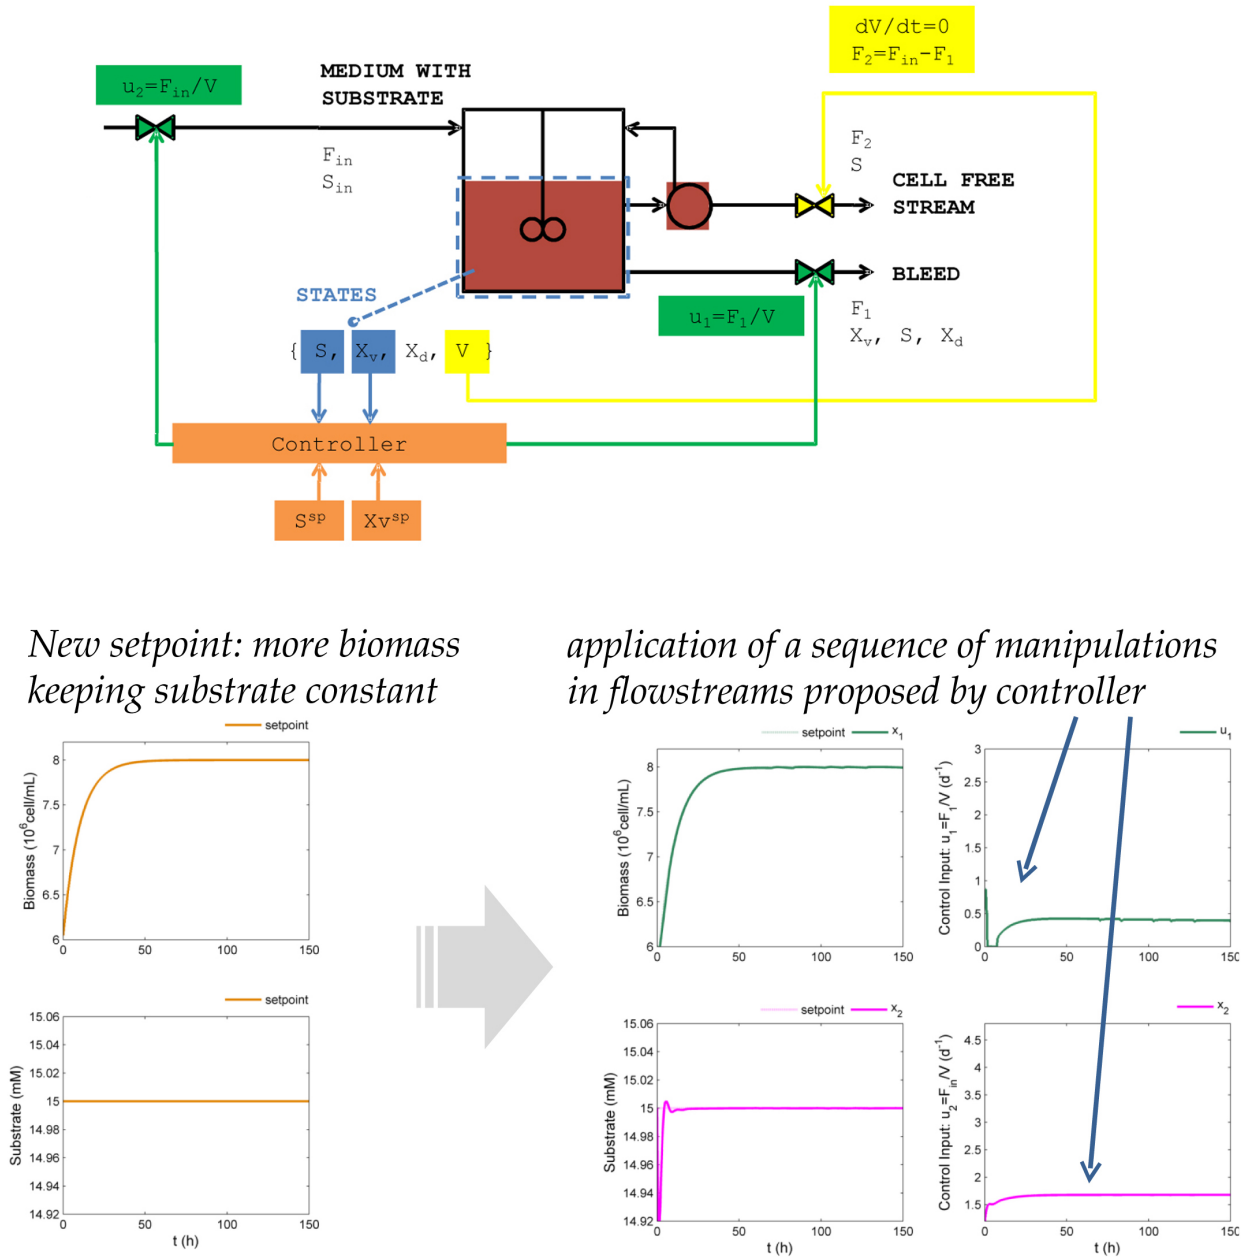 dV/dt=0
F₂=Fᵢₙ−F₁
u₂=Fᵢₙ/V
MEDIUM WITH
SUBSTRATE
Fᵢₙ
Sᵢₙ
F₂
S
CELL FREE
STREAM
BLEED
u₁=F₁/V
F₁
Xᵥ, S, X_d
STATES
{ S, Xᵥ, X_d, V }
Controller
Sˢᵖ Xvˢᵖ
New setpoint: more biomass
keeping substrate constant
application of a sequence of manipulations
in flowstreams proposed by controller
setpoint
Biomass (10⁶cell/mL)
8
7.5
7
6.5
6
0 50 100 150
setpoint
Substrate (mM)
15.06
15.04
15.02
15
14.98
14.96
14.94
14.92
0 50 100 150
t (h)
setpoint x₁
Biomass (10⁶cell/mL)
8
7.5
7
6.5
6
0 50 100 150
u₁
Control Input: u₁=F₁/V (d⁻¹)
3
2.5
2
1.5
1
0.5
0
0 50 100 150
setpoint x₂
Substrate (mM)
15.06
15.04
15.02
15
14.98
14.96
14.94
14.92
0 50 100 150
t (h)
x₂
Control Input: u₂=Fᵢₙ/V (d⁻¹)
4.5
4
3.5
3
2.5
2
1.5
0 50 100 150
t (h)